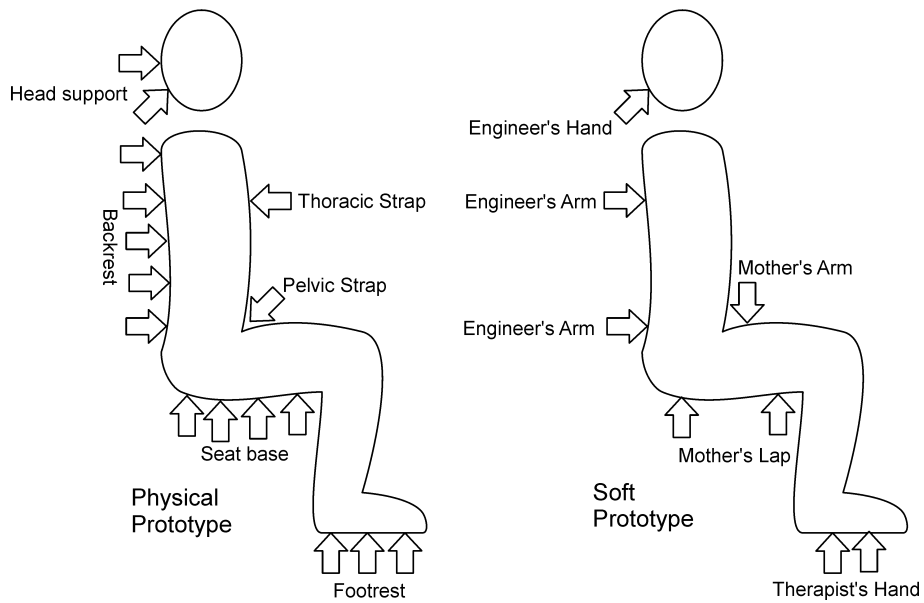 Head support
Backrest
Thoracic Strap
Pelvic Strap
Seat base
Physical
Prototype
Footrest
Engineer's Hand
Engineer's Arm
Mother's Arm
Engineer's Arm
Mother's Lap
Soft
Prototype
Therapist's Hand